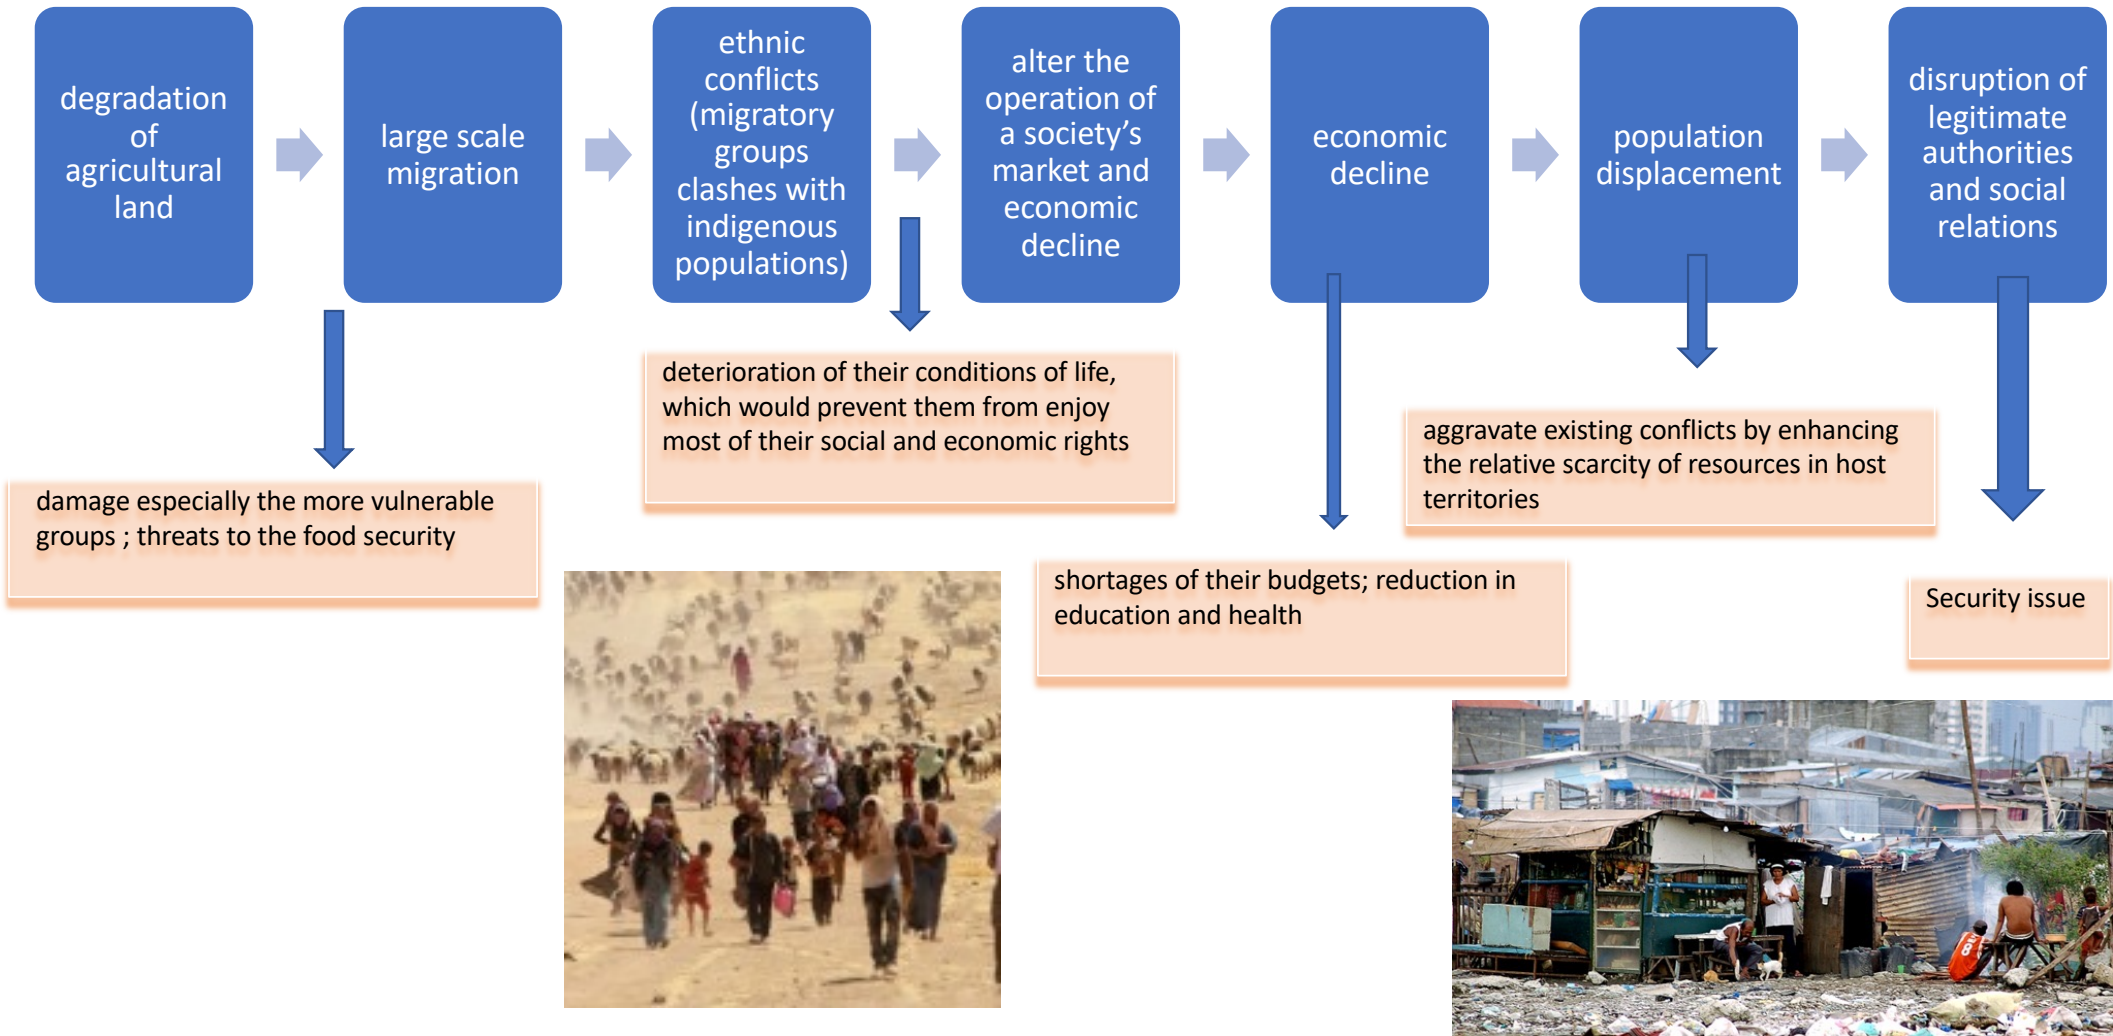 degradation
of
agricultural
land
large scale
migration
ethnic
conflicts
(migratory
groups
clashes with
indigenous
populations)
alter the
operation of
a society’s
market and
economic
decline
economic
decline
population
displacement
disruption of
legitimate
authorities
and social
relations
damage especially the more vulnerable
groups ; threats to the food security
deterioration of their conditions of life,
which would prevent them from enjoy
most of their social and economic rights
shortages of their budgets; reduction in
education and health
aggravate existing conflicts by enhancing
the relative scarcity of resources in host
territories
Security issue